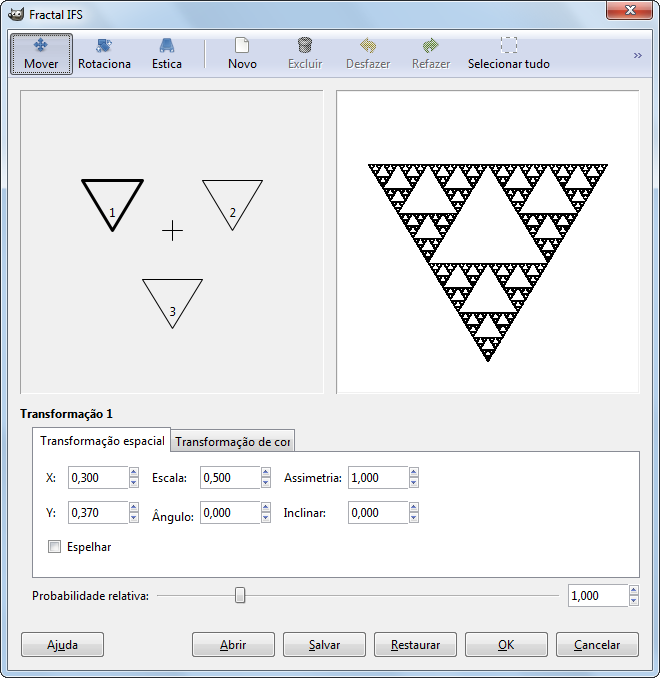 Fractal IFS
Mover Rotaciona Estica Novo Excluir Desfazer Refazer Selecionar tudo »
1 2
3
Transformação 1
Transformação espacial Transformação de cor
X: 0,300 Escala: 0,500 Assimetria: 1,000
Y: 0,370 Ângulo: 0,000 Inclinar: 0,000
Espelhar
Probabilidade relativa: 1,000
Ajuda Abrir Salvar Restaurar OK Cancelar